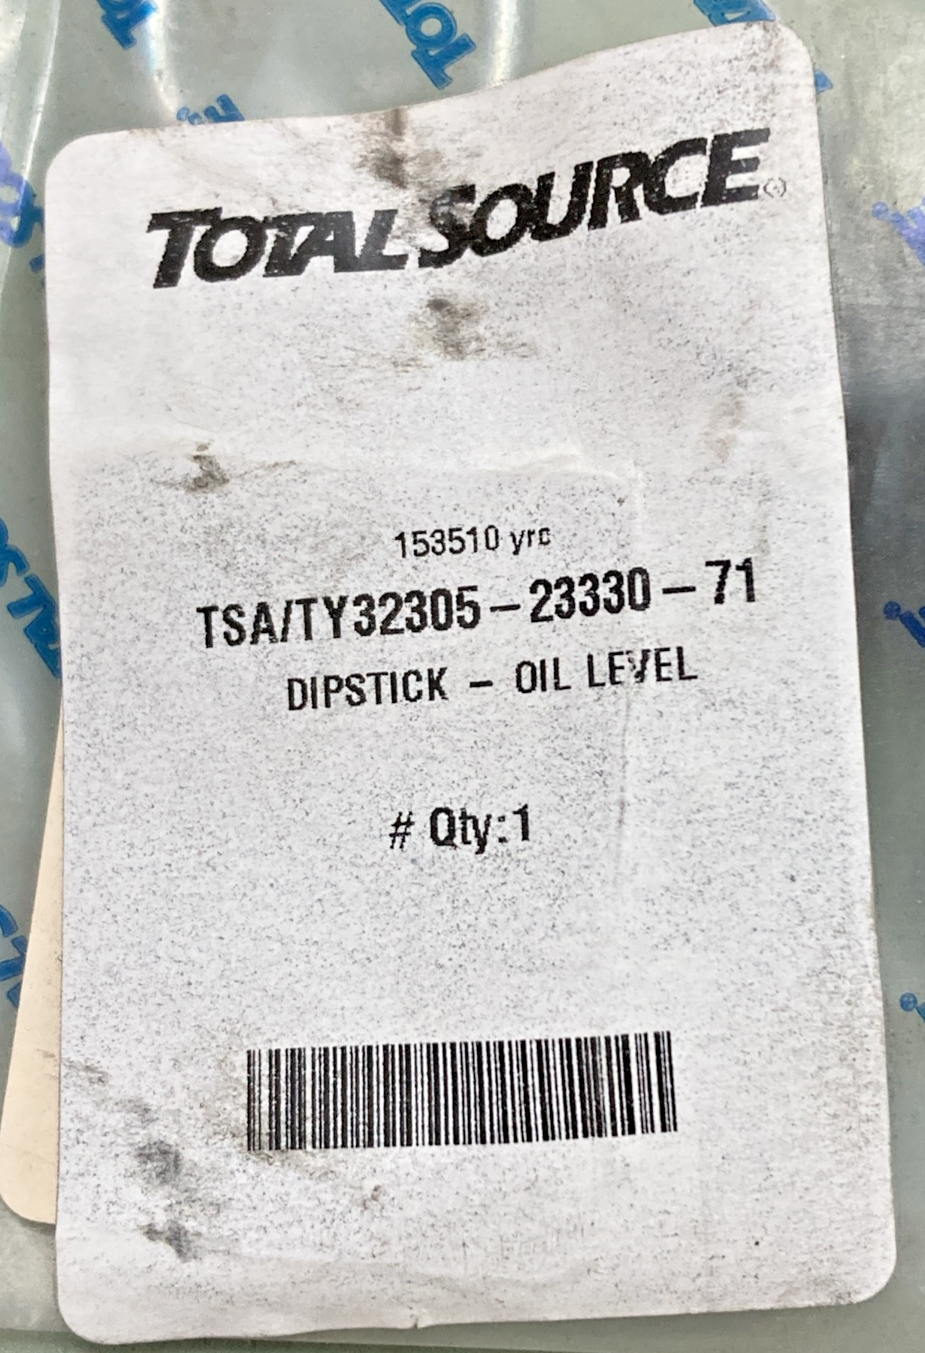 TOTALSOURCE
153510 yrc
TSA/TY32305-23330-71
DIPSTICK - OIL LEVEL
# Qty:1